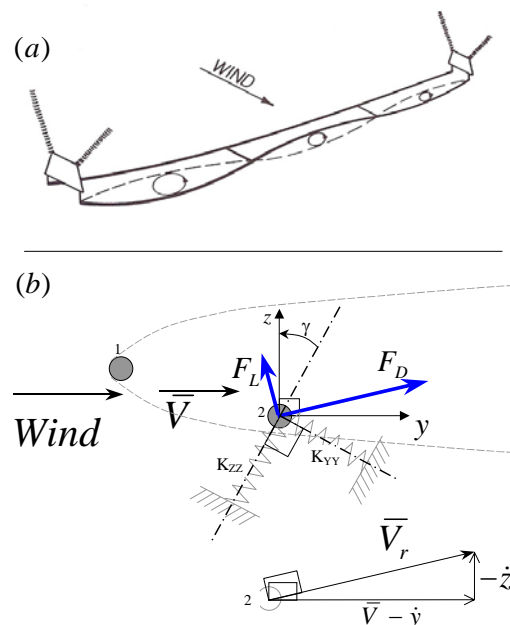 (a)
WIND
(b)
z
γ
1
F_L
F_D
2
V̅
y
Wind
K_ZZ
K_YY
V̅_r
−ż
2
V̅ − ẏ